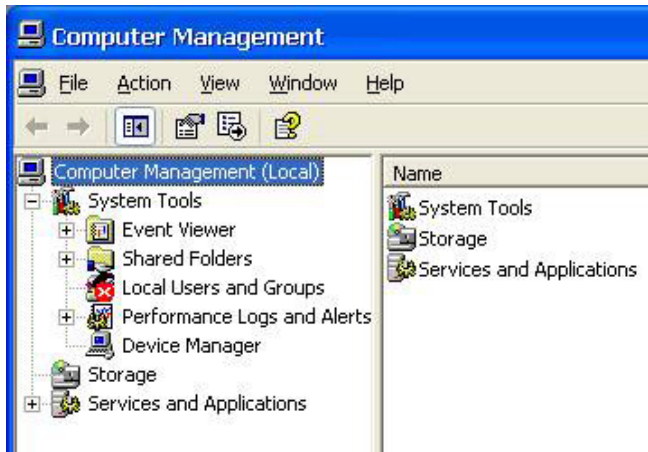 Computer Management
File Action View Window Help
Computer Management (Local)
System Tools
Event Viewer
Shared Folders
Local Users and Groups
Performance Logs and Alerts
Device Manager
Storage
Services and Applications
Name
System Tools
Storage
Services and Applications